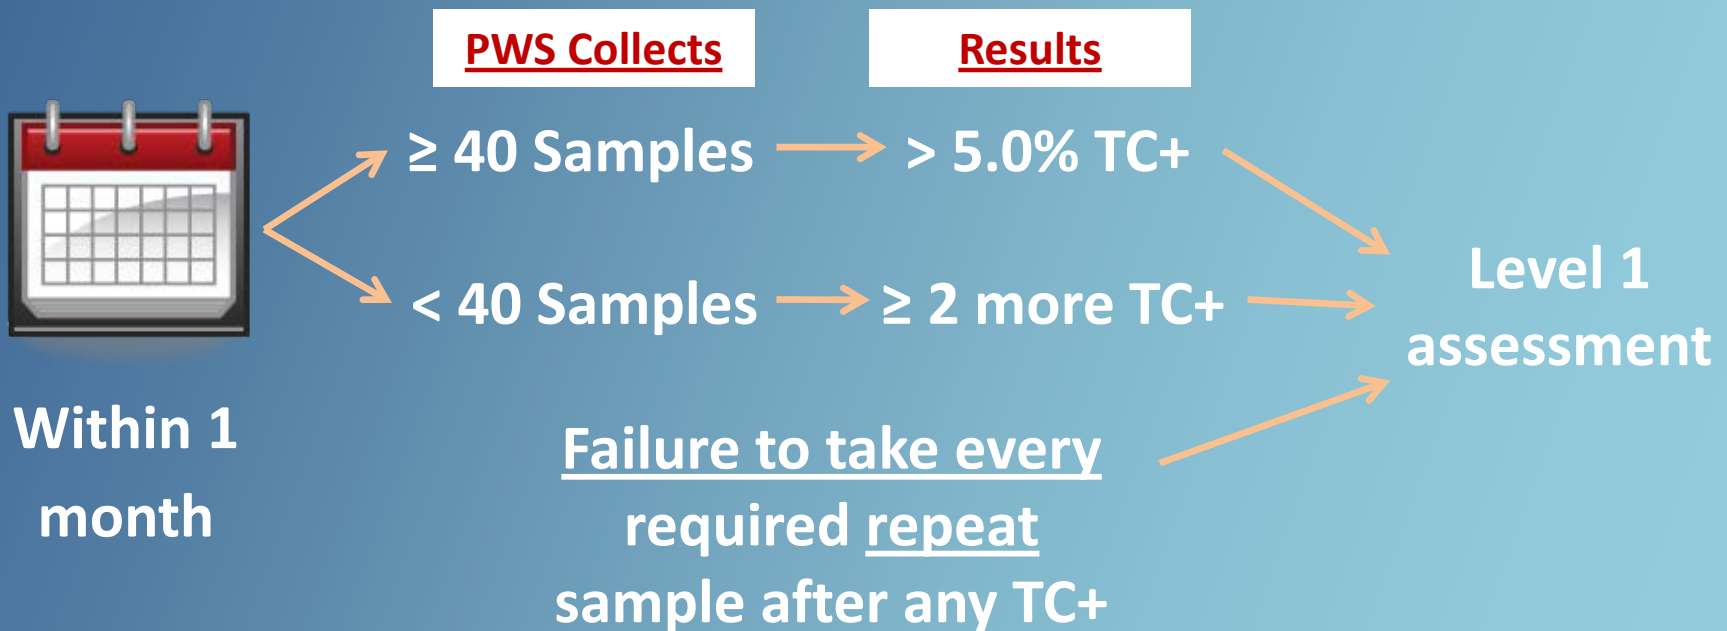 PWS Collects
Results
≥ 40 Samples
> 5.0% TC+
< 40 Samples
≥ 2 more TC+
Level 1
assessment
Within 1
month
Failure to take every
required repeat
sample after any TC+